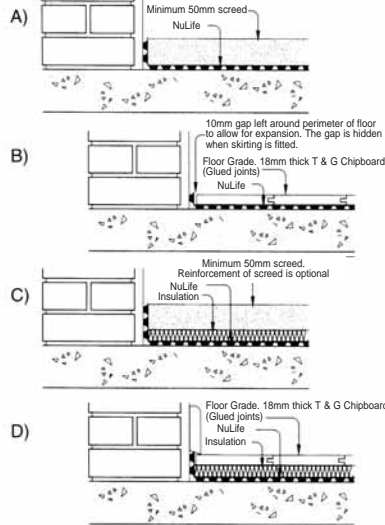 A)
Minimum 50mm screed
NuLife
B)
10mm gap left around perimeter of floor
to allow for expansion. The gap is hidden
when skirting is fitted.
Floor Grade. 18mm thick T & G Chipboard
(Glued joints)
NuLife
C)
Minimum 50mm screed.
Reinforcement of screed is optional
NuLife
Insulation
D)
Floor Grade. 18mm thick T & G Chipboard
(Glued joints)
NuLife
Insulation